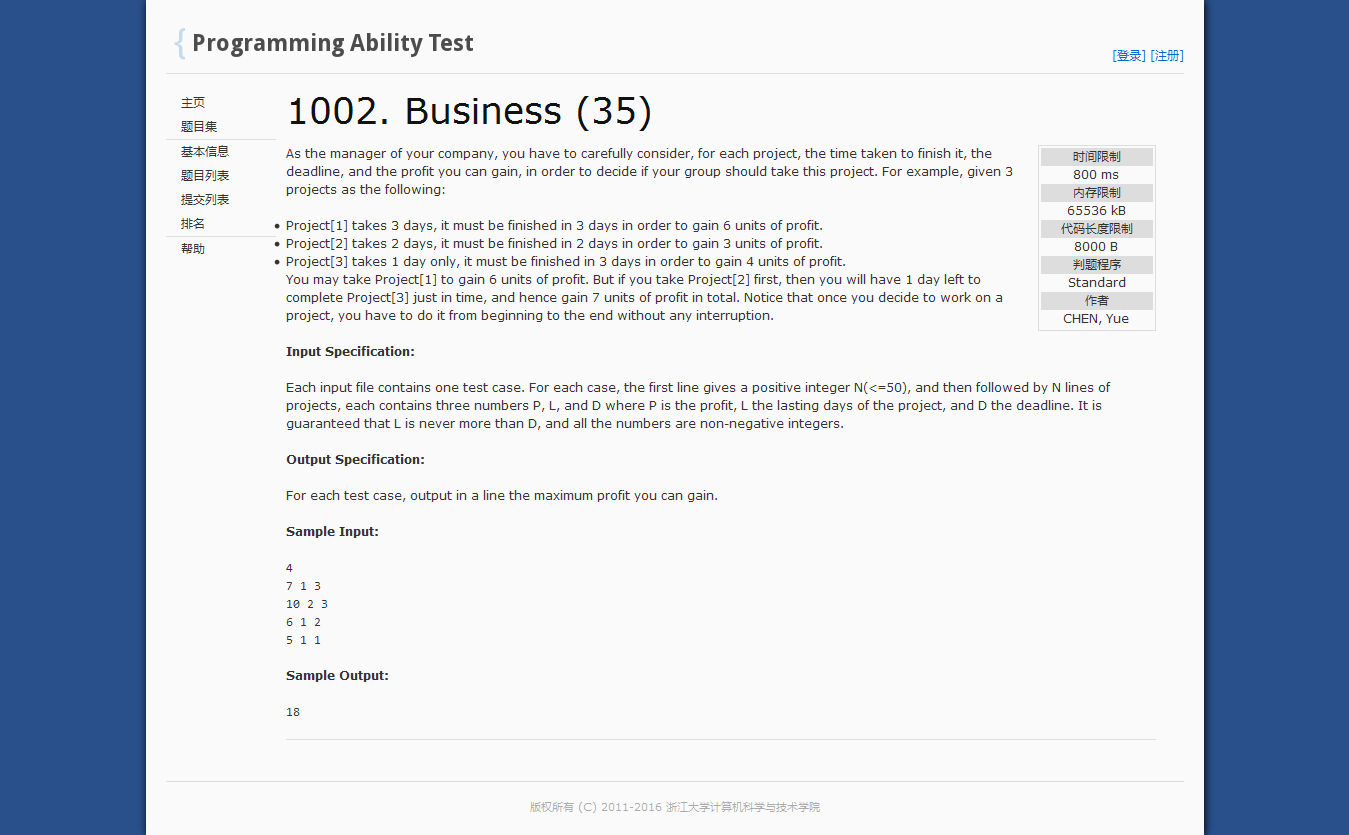 { Programming Ability Test
[登录] [注册]
主页
题目集
基本信息
题目列表
提交列表
排名
帮助
1002. Business (35)
As the manager of your company, you have to carefully consider, for each project, the time taken to finish it, the
deadline, and the profit you can gain, in order to decide if your group should take this project. For example, given 3
projects as the following:
• Project[1] takes 3 days, it must be finished in 3 days in order to gain 6 units of profit.
• Project[2] takes 2 days, it must be finished in 2 days in order to gain 3 units of profit.
• Project[3] takes 1 day only, it must be finished in 3 days in order to gain 4 units of profit.
You may take Project[1] to gain 6 units of profit. But if you take Project[2] first, then you will have 1 day left to
complete Project[3] just in time, and hence gain 7 units of profit in total. Notice that once you decide to work on a
project, you have to do it from beginning to the end without any interruption.
时间限制
800 ms
内存限制
65536 kB
代码长度限制
8000 B
判题程序
Standard
作者
CHEN, Yue
Input Specification:
Each input file contains one test case. For each case, the first line gives a positive integer N(<=50), and then followed by N lines of
projects, each contains three numbers P, L, and D where P is the profit, L the lasting days of the project, and D the deadline. It is
guaranteed that L is never more than D, and all the numbers are non-negative integers.
Output Specification:
For each test case, output in a line the maximum profit you can gain.
Sample Input:
4
7 1 3
10 2 3
6 1 2
5 1 1
Sample Output:
18
版权所有 (C) 2011-2016 浙江大学计算机科学与技术学院